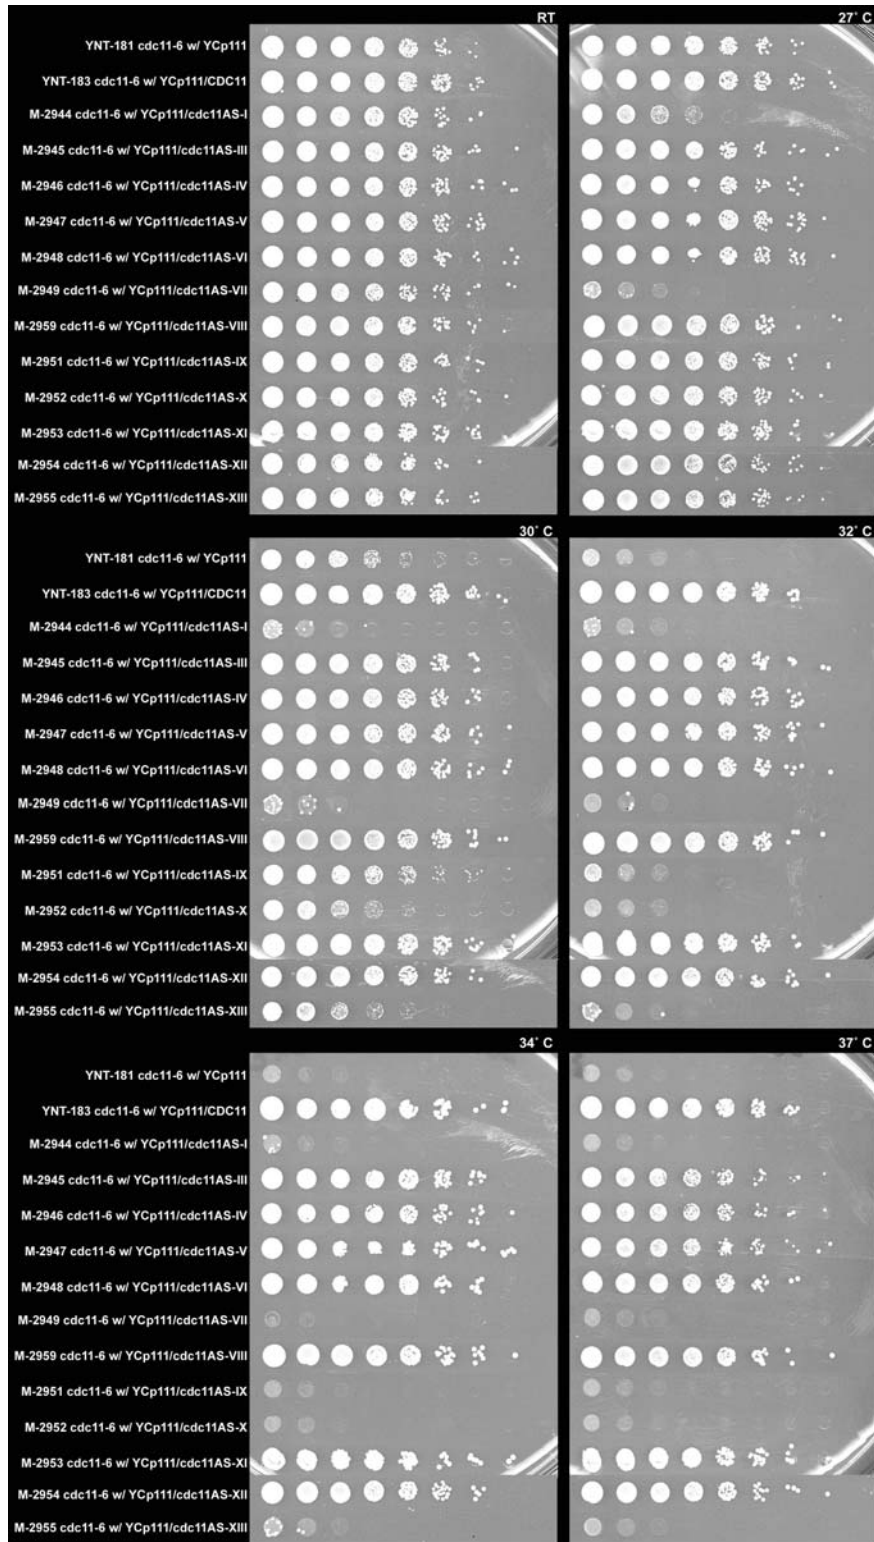 RT
27° C
YNT-181 cdc11-6 w/ YCp111
YNT-183 cdc11-6 w/ YCp111/CDC11
M-2944 cdc11-6 w/ YCp111/cdc11AS-I
M-2945 cdc11-6 w/ YCp111/cdc11AS-III
M-2946 cdc11-6 w/ YCp111/cdc11AS-IV
M-2947 cdc11-6 w/ YCp111/cdc11AS-V
M-2948 cdc11-6 w/ YCp111/cdc11AS-VI
M-2949 cdc11-6 w/ YCp111/cdc11AS-VII
M-2959 cdc11-6 w/ YCp111/cdc11AS-VIII
M-2951 cdc11-6 w/ YCp111/cdc11AS-IX
M-2952 cdc11-6 w/ YCp111/cdc11AS-X
M-2953 cdc11-6 w/ YCp111/cdc11AS-XI
M-2954 cdc11-6 w/ YCp111/cdc11AS-XII
M-2955 cdc11-6 w/ YCp111/cdc11AS-XIII
30° C
32° C
YNT-181 cdc11-6 w/ YCp111
YNT-183 cdc11-6 w/ YCp111/CDC11
M-2944 cdc11-6 w/ YCp111/cdc11AS-I
M-2945 cdc11-6 w/ YCp111/cdc11AS-III
M-2946 cdc11-6 w/ YCp111/cdc11AS-IV
M-2947 cdc11-6 w/ YCp111/cdc11AS-V
M-2948 cdc11-6 w/ YCp111/cdc11AS-VI
M-2949 cdc11-6 w/ YCp111/cdc11AS-VII
M-2959 cdc11-6 w/ YCp111/cdc11AS-VIII
M-2951 cdc11-6 w/ YCp111/cdc11AS-IX
M-2952 cdc11-6 w/ YCp111/cdc11AS-X
M-2953 cdc11-6 w/ YCp111/cdc11AS-XI
M-2954 cdc11-6 w/ YCp111/cdc11AS-XII
M-2955 cdc11-6 w/ YCp111/cdc11AS-XIII
34° C
37° C
YNT-181 cdc11-6 w/ YCp111
YNT-183 cdc11-6 w/ YCp111/CDC11
M-2944 cdc11-6 w/ YCp111/cdc11AS-I
M-2945 cdc11-6 w/ YCp111/cdc11AS-III
M-2946 cdc11-6 w/ YCp111/cdc11AS-IV
M-2947 cdc11-6 w/ YCp111/cdc11AS-V
M-2948 cdc11-6 w/ YCp111/cdc11AS-VI
M-2949 cdc11-6 w/ YCp111/cdc11AS-VII
M-2959 cdc11-6 w/ YCp111/cdc11AS-VIII
M-2951 cdc11-6 w/ YCp111/cdc11AS-IX
M-2952 cdc11-6 w/ YCp111/cdc11AS-X
M-2953 cdc11-6 w/ YCp111/cdc11AS-XI
M-2954 cdc11-6 w/ YCp111/cdc11AS-XII
M-2955 cdc11-6 w/ YCp111/cdc11AS-XIII